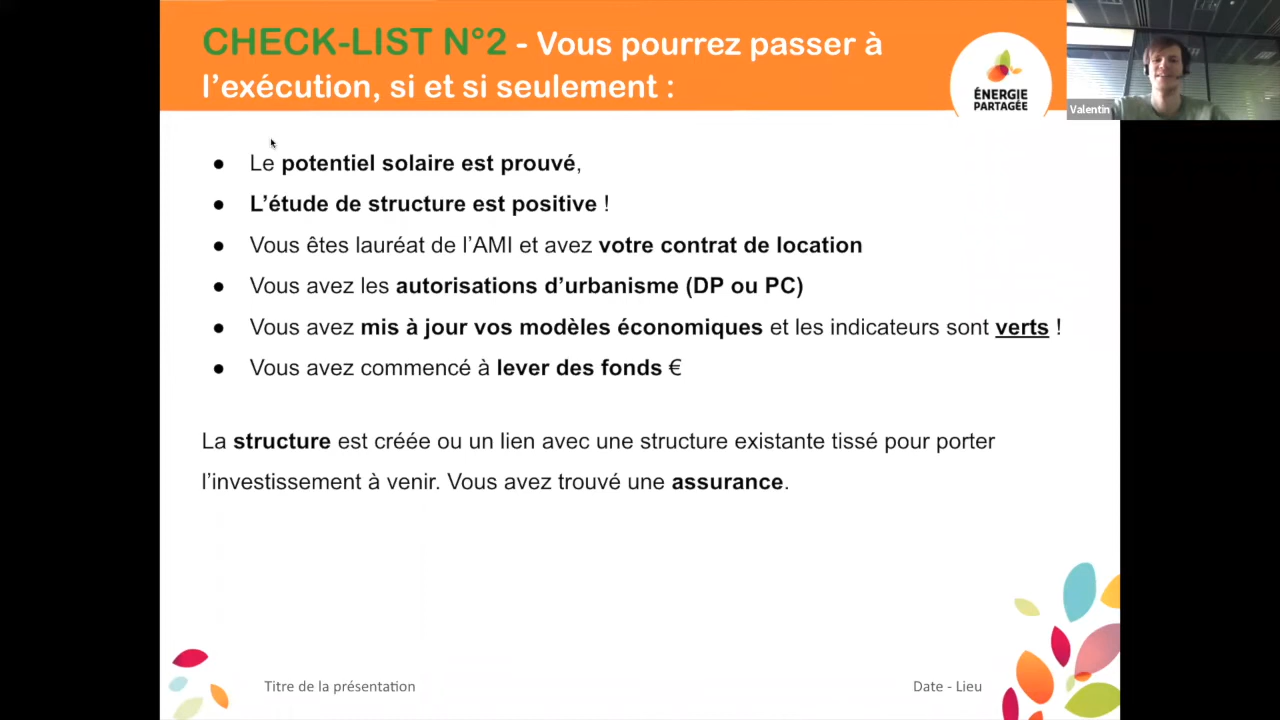 CHECK-LIST N°2 - Vous pourrez passer à
l’exécution, si et si seulement :
ÉNERGIE
PARTAGÉE
Valentin
● Le potentiel solaire est prouvé,
● L’étude de structure est positive !
● Vous êtes lauréat de l’AMI et avez votre contrat de location
● Vous avez les autorisations d’urbanisme (DP ou PC)
● Vous avez mis à jour vos modèles économiques et les indicateurs sont verts !
● Vous avez commencé à lever des fonds €
La structure est créée ou un lien avec une structure existante tissé pour porter
l’investissement à venir. Vous avez trouvé une assurance.
Titre de la présentation
Date - Lieu